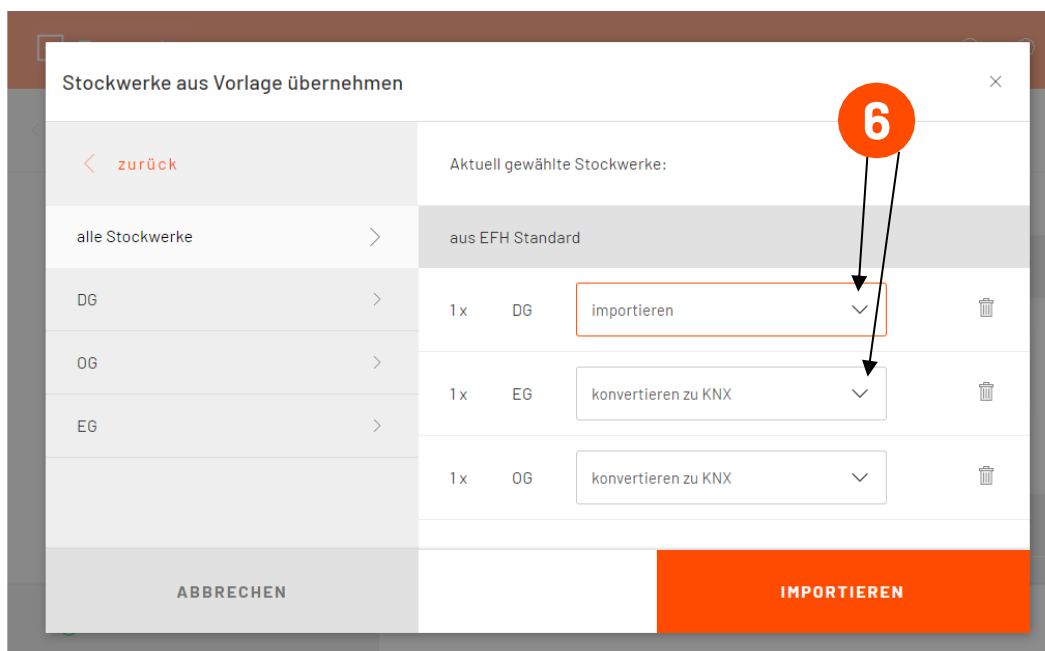 Stockwerke aus Vorlage übernehmen
6
zurück
Aktuell gewählte Stockwerke:
alle Stockwerke
aus EFH Standard
DG
1 x DG importieren
OG
1 x EG konvertieren zu KNX
EG
1 x OG konvertieren zu KNX
ABBRECHEN
IMPORTIEREN